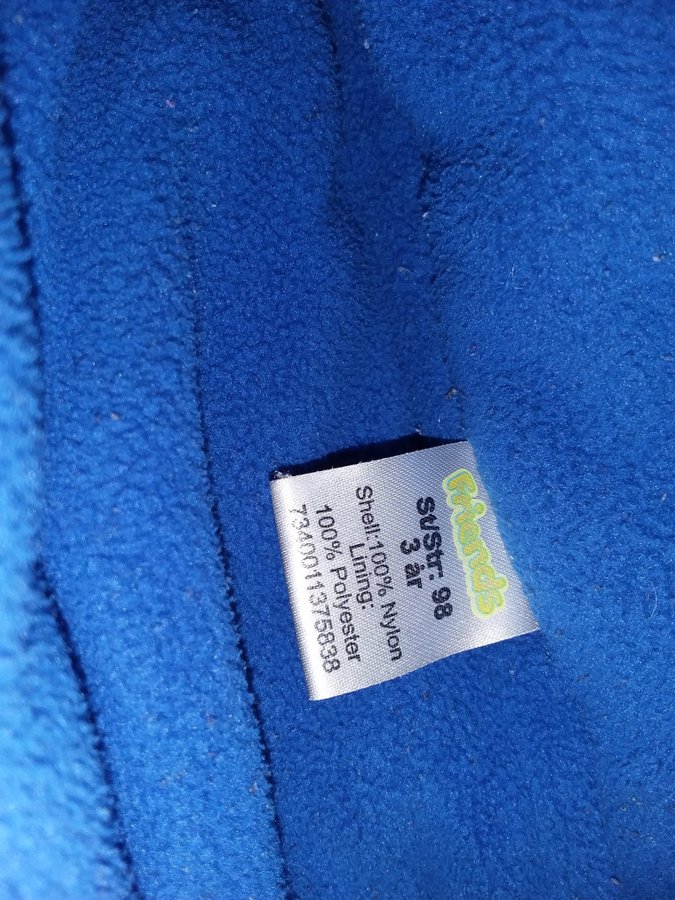 Friends
St/Str: 98
3 år
Shell:100% Nylon
Lining:
100% Polyester
7340011375838